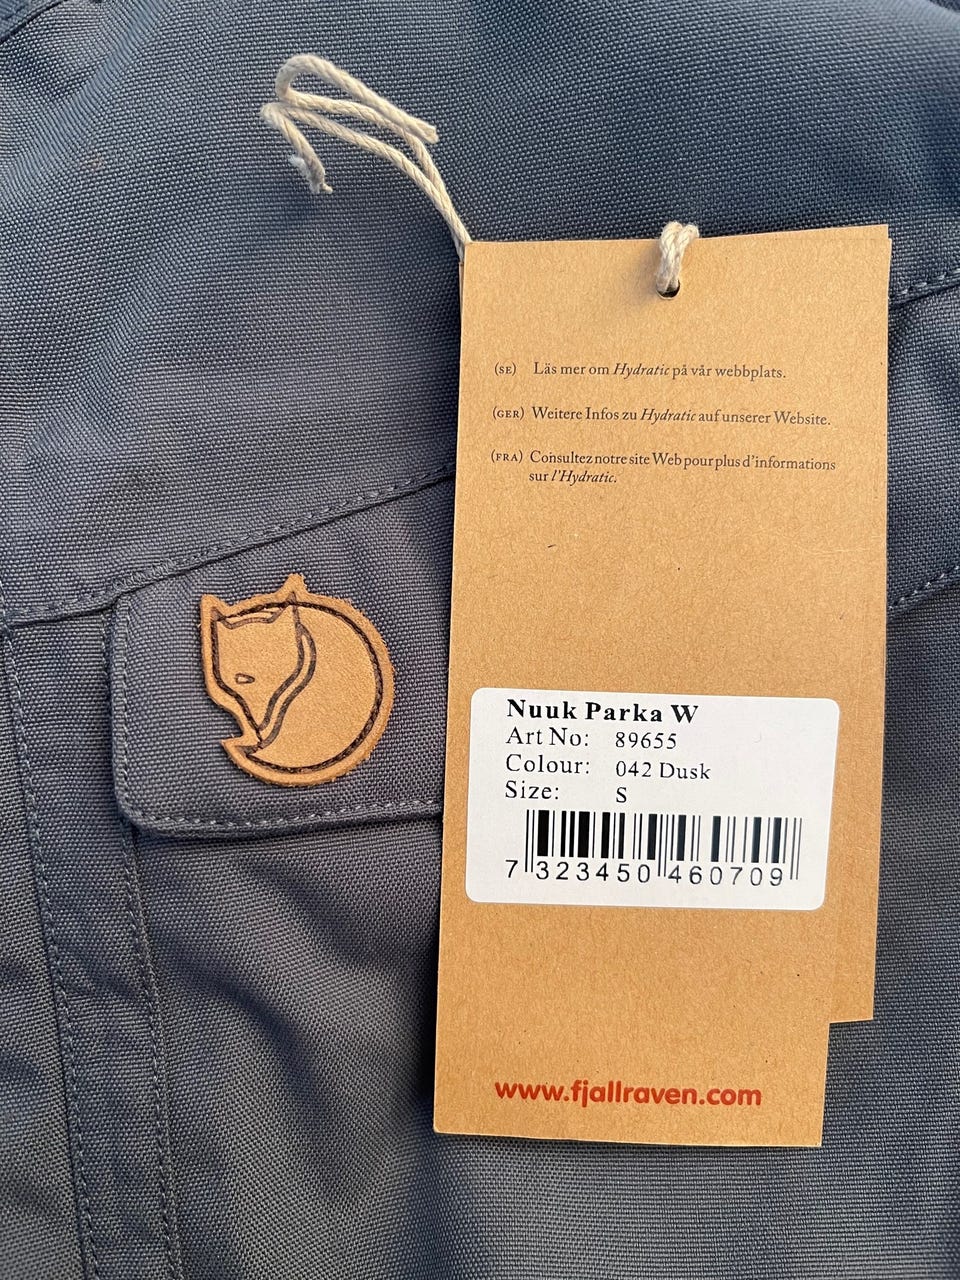 (SE) Läs mer om Hydratic på vår webbplats.
(GER) Weitere Infos zu Hydratic auf unserer Website.
(FRA) Consultez notre site Web pour plus d'informations
sur l'Hydratic.
Nuuk Parka W
Art No: 89655
Colour: 042 Dusk
Size: S
7 323450 460709
www.fjallraven.com